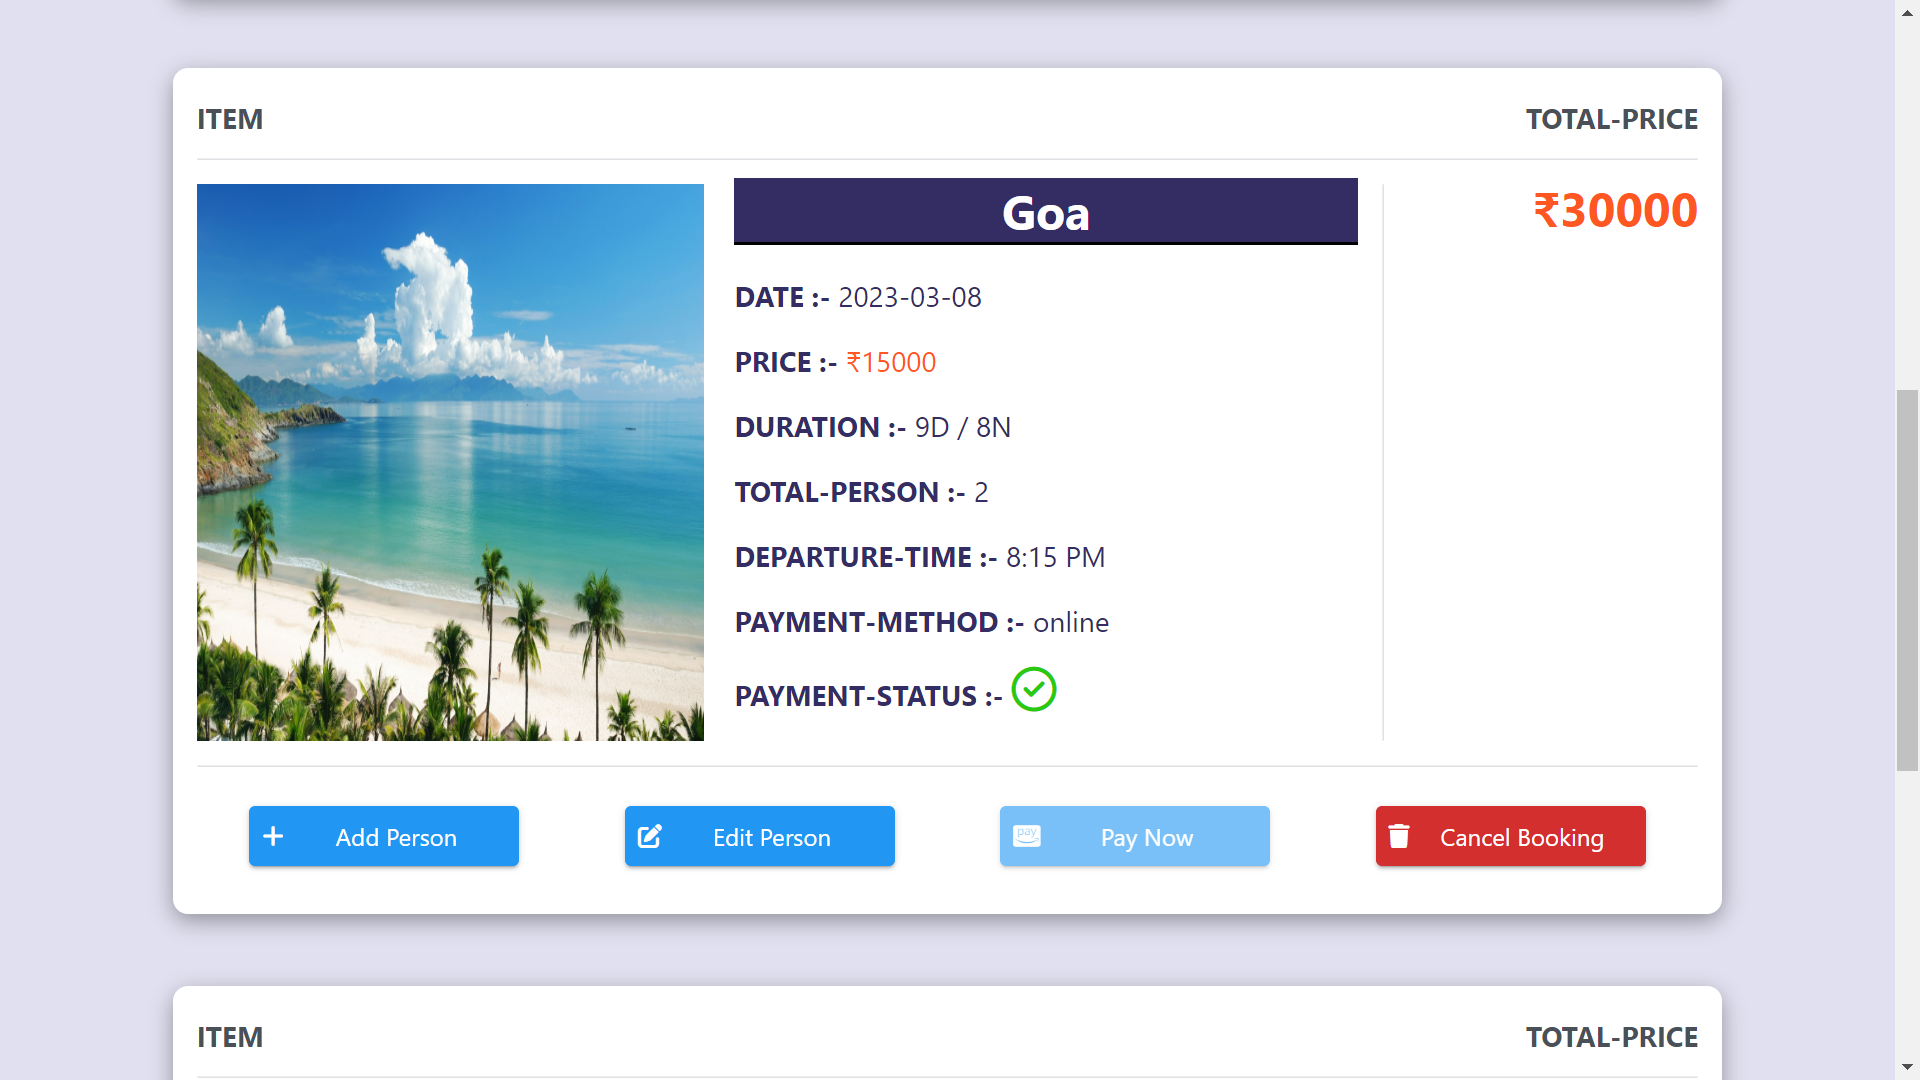 ITEM
TOTAL-PRICE
Goa
₹30000
DATE :- 2023-03-08
PRICE :- ₹15000
DURATION :- 9D / 8N
TOTAL-PERSON :- 2
DEPARTURE-TIME :- 8:15 PM
PAYMENT-METHOD :- online
PAYMENT-STATUS :-
Add Person
Edit Person
pay
Pay Now
Cancel Booking
ITEM
TOTAL-PRICE